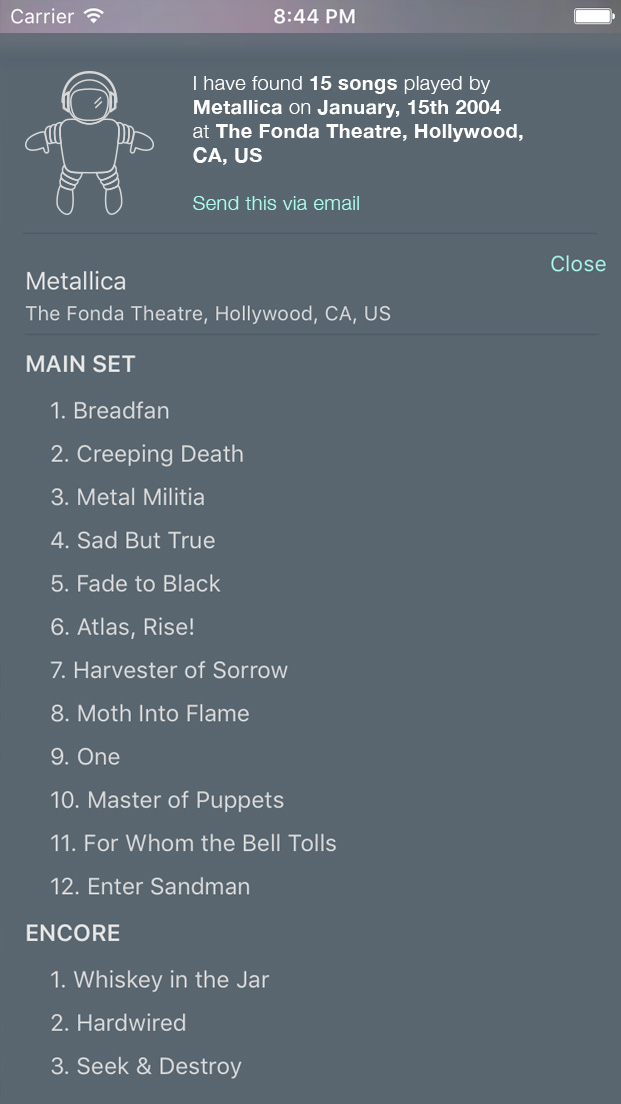 Carrier 8:44 PM
I have found 15 songs played by
Metallica on January, 15th 2004
at The Fonda Theatre, Hollywood,
CA, US
Send this via email
Close
Metallica
The Fonda Theatre, Hollywood, CA, US
MAIN SET
1. Breadfan
2. Creeping Death
3. Metal Militia
4. Sad But True
5. Fade to Black
6. Atlas, Rise!
7. Harvester of Sorrow
8. Moth Into Flame
9. One
10. Master of Puppets
11. For Whom the Bell Tolls
12. Enter Sandman
ENCORE
1. Whiskey in the Jar
2. Hardwired
3. Seek & Destroy